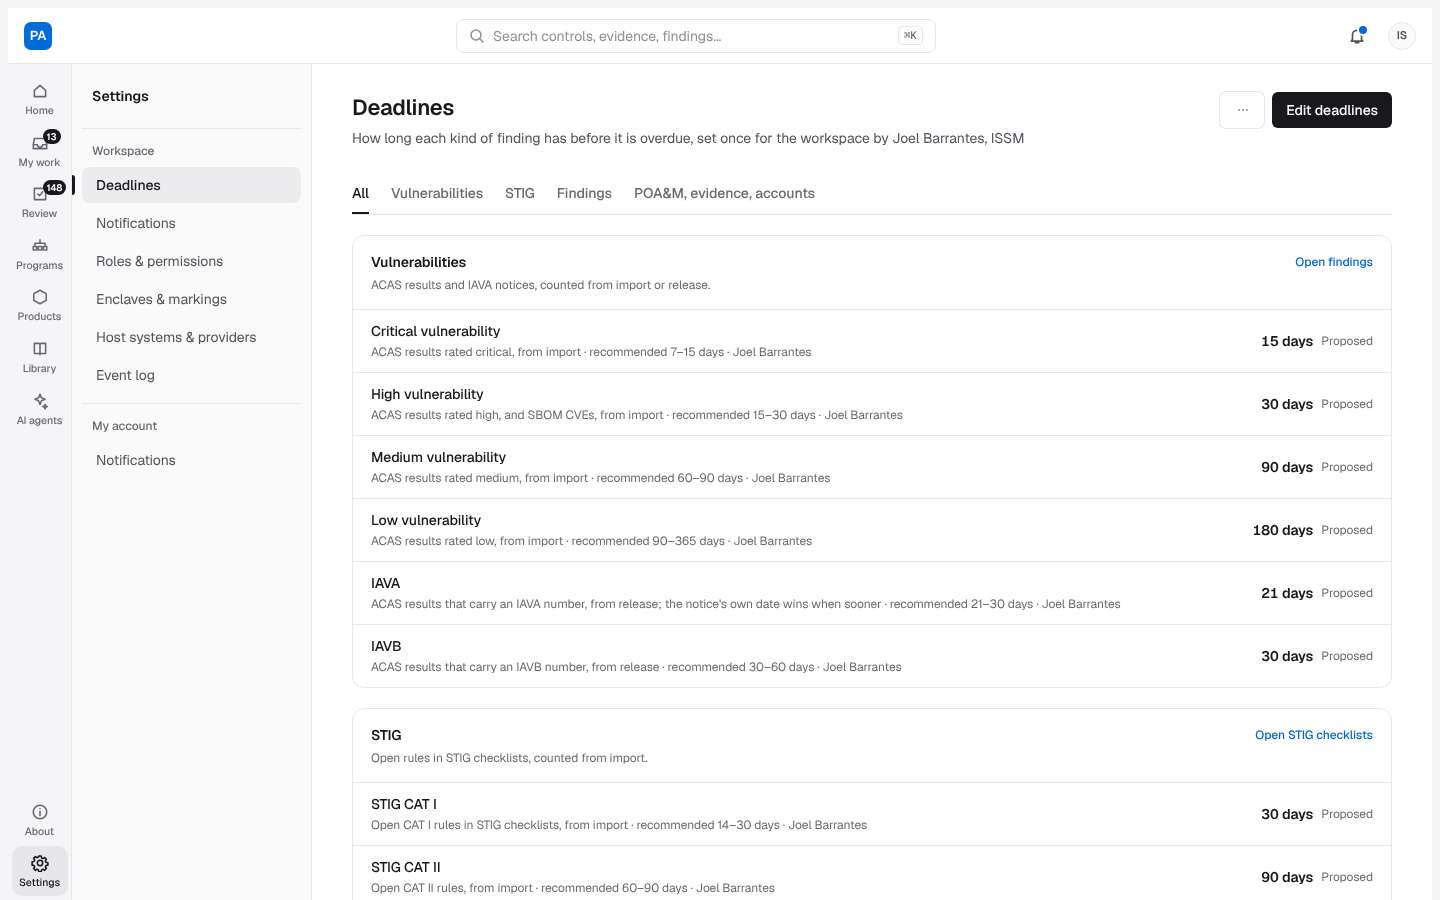 PA
Search controls, evidence, findings...
⌘K
IS
Home
13
My work
148
Review
Programs
Products
Library
AI agents
About
Settings
Settings
Workspace
Deadlines
Notifications
Roles & permissions
Enclaves & markings
Host systems & providers
Event log
My account
Notifications
Deadlines
How long each kind of finding has before it is overdue, set once for the workspace by Joel Barrantes, ISSM
...
Edit deadlines
All
Vulnerabilities
STIG
Findings
POA&M, evidence, accounts
Vulnerabilities
Open findings
ACAS results and IAVA notices, counted from import or release.
Critical vulnerability
ACAS results rated critical, from import · recommended 7–15 days · Joel Barrantes
15 days Proposed
High vulnerability
ACAS results rated high, and SBOM CVEs, from import · recommended 15–30 days · Joel Barrantes
30 days Proposed
Medium vulnerability
ACAS results rated medium, from import · recommended 60–90 days · Joel Barrantes
90 days Proposed
Low vulnerability
ACAS results rated low, from import · recommended 90–365 days · Joel Barrantes
180 days Proposed
IAVA
ACAS results that carry an IAVA number, from release; the notice's own date wins when sooner · recommended 21–30 days · Joel Barrantes
21 days Proposed
IAVB
ACAS results that carry an IAVB number, from release · recommended 30–60 days · Joel Barrantes
30 days Proposed
STIG
Open STIG checklists
Open rules in STIG checklists, counted from import.
STIG CAT I
Open CAT I rules in STIG checklists, from import · recommended 14–30 days · Joel Barrantes
30 days Proposed
STIG CAT II
Open CAT II rules, from import · recommended 60–90 days · Joel Barrantes
90 days Proposed